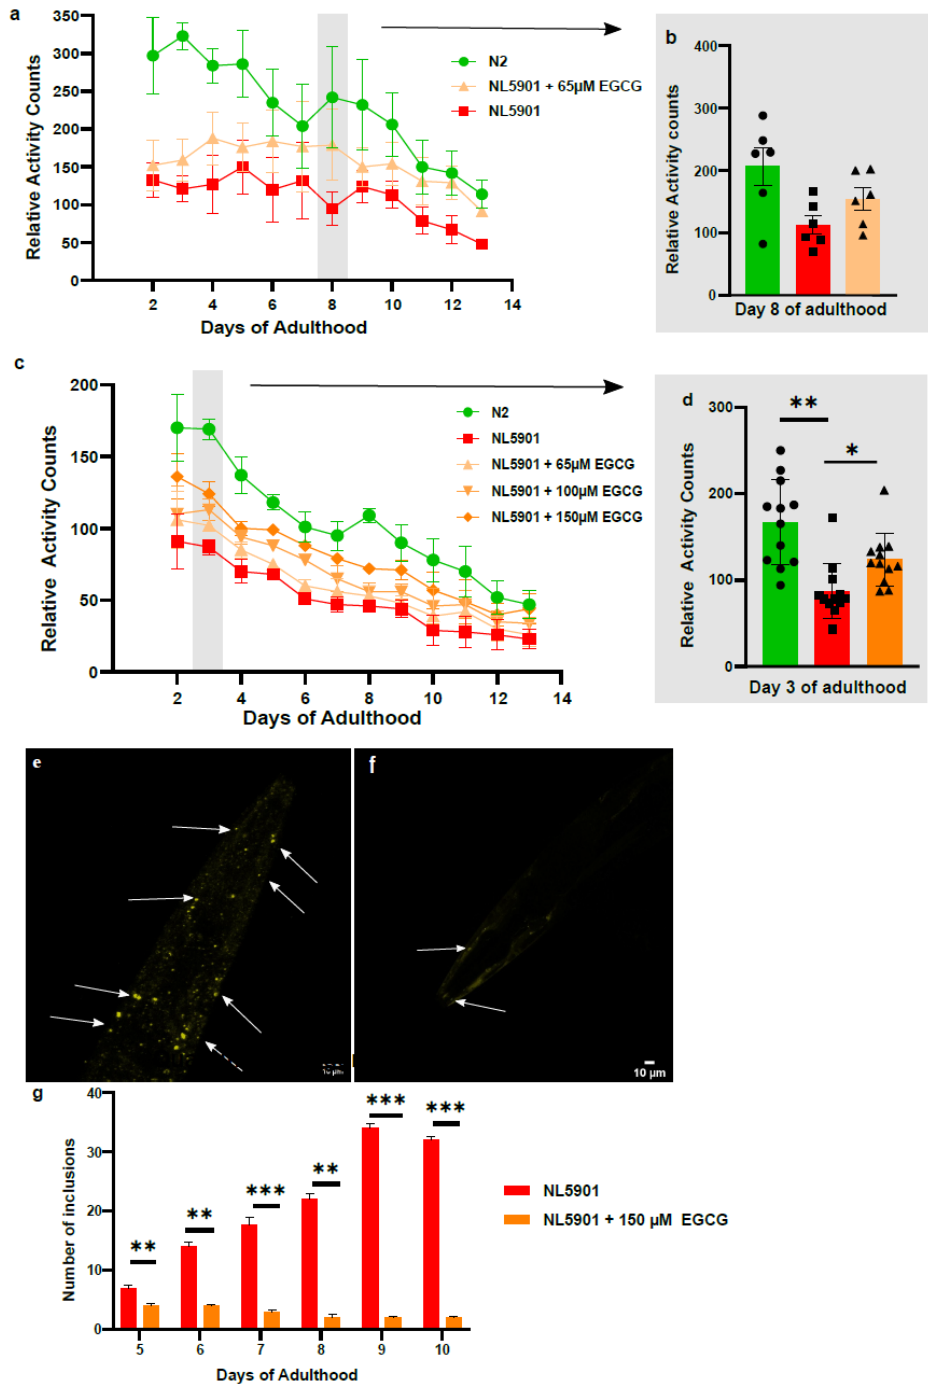 a
350
300
250
200
150
100
50
0
Relative Activity Counts
2 4 6 8 10 12 14
Days of Adulthood
N2
NL5901 + 65µM EGCG
NL5901
b
400
300
200
100
0
Relative Activity counts
Day 8 of adulthood
c
200
150
100
50
0
Relative Activity Counts
2 4 6 8 10 12 14
Days of Adulthood
N2
NL5901
NL5901 + 65µM EGCG
NL5901 + 100µM EGCG
NL5901 + 150µM EGCG
d
300
200
100
0
Relative Activity Counts
** 
*
Day 3 of adulthood
e
10 µm
f
10 µm
g
40
30
20
10
0
Number of inclusions
** ** *** ** *** ***
5 6 7 8 9 10
Days of Adulthood
NL5901
NL5901 + 150 µM EGCG